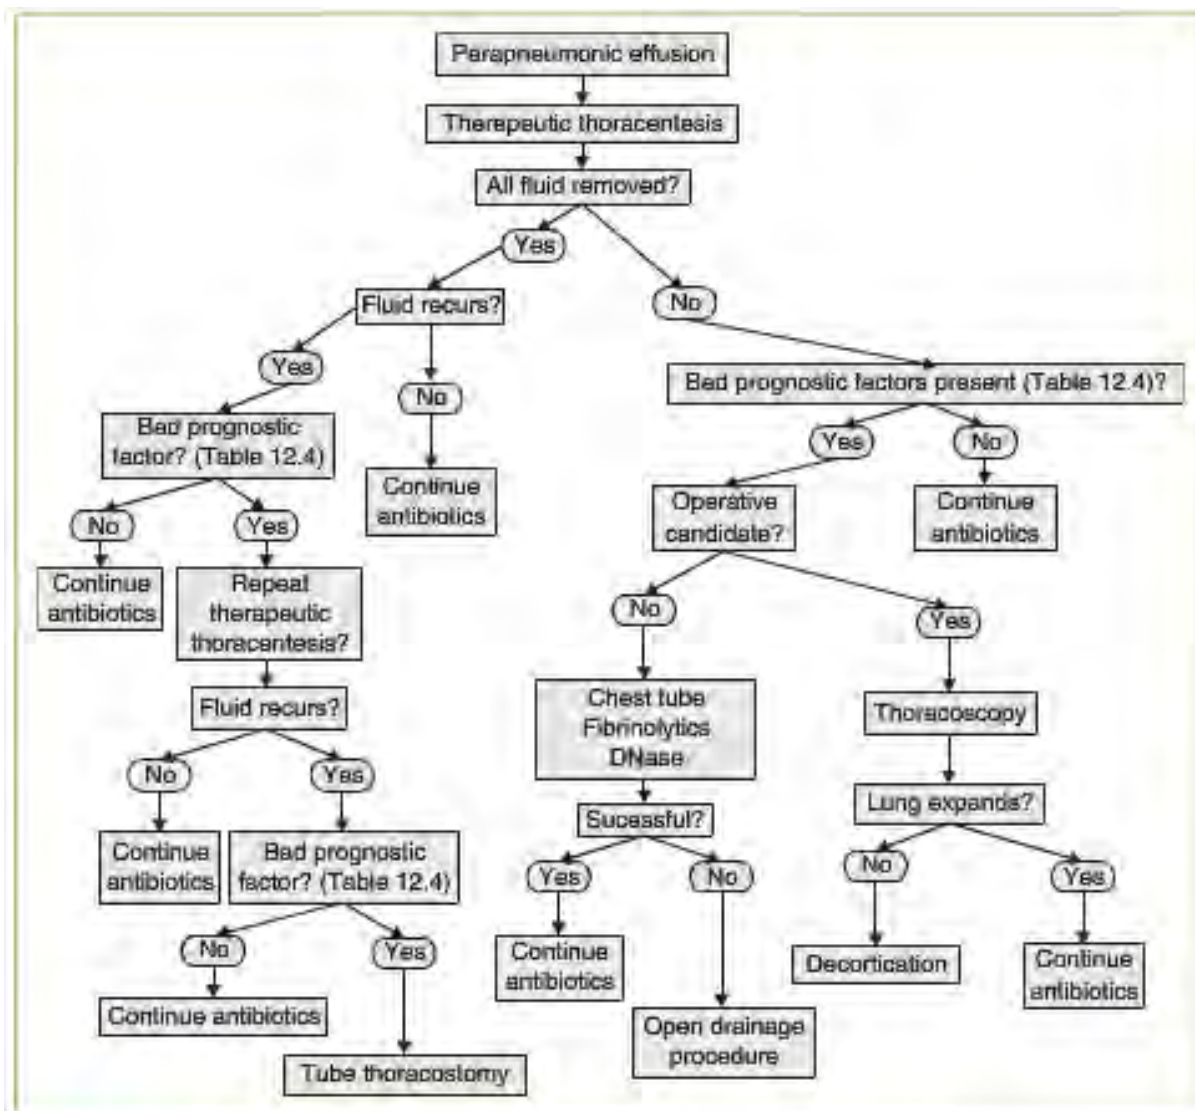 Parapneumonic effusion
Therapeutic thoracentesis
All fluid removed?
Yes
Fluid recurs?
No
Yes
No
Bad prognostic factors present (Table 12.4)?
Bad prognostic
factor? (Table 12.4)
Yes
No
Continue
antibiotics
Operative
candidate?
Continue
antibiotics
No
Yes
Continue
antibiotics
Repeat
therapeutic
thoracentesis?
No
Yes
Fluid recurs?
Chest tube
Fibrinolytics
DNase
Thoracoscopy
No
Yes
Sucessful?
Lung expands?
Continue
antibiotics
Bad prognostic
factor? (Table 12.4)
Yes
No
No
Yes
No
Yes
Continue
antibiotics
Decortication
Continue
antibiotics
Continue antibiotics
Open drainage
procedure
Tube thoracostomy